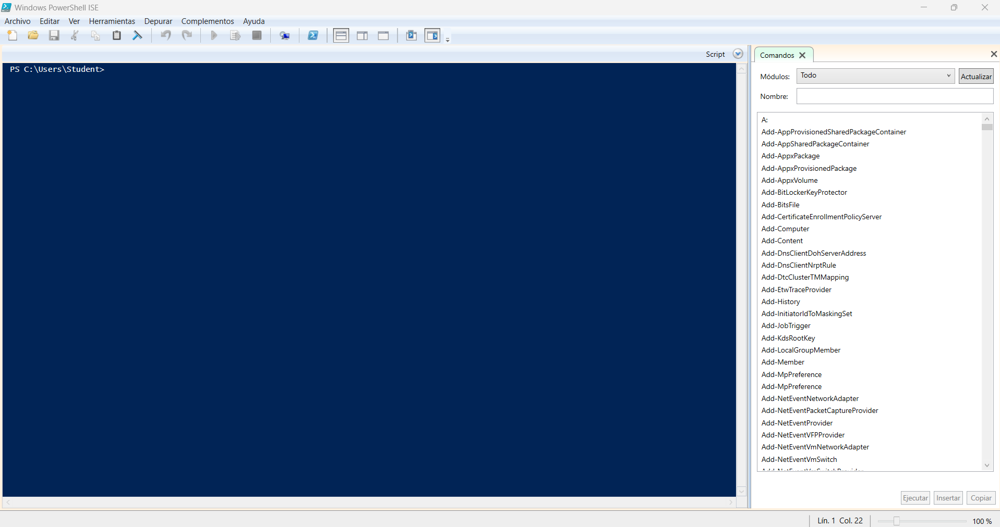 Windows PowerShell ISE
Archivo Editar Ver Herramientas Depurar Complementos Ayuda
Script
PS C:\Users\Student>
Comandos
Módulos: Todo Actualizar
Nombre:
A:
Add-AppProvisionedSharedPackageContainer
Add-AppSharedPackageContainer
Add-AppxPackage
Add-AppxProvisionedPackage
Add-AppxVolume
Add-BitLockerKeyProtector
Add-BitsFile
Add-CertificateEnrollmentPolicyServer
Add-Computer
Add-Content
Add-DnsClientDohServerAddress
Add-DnsClientNrptRule
Add-DtcClusterTMMapping
Add-EtwTraceProvider
Add-History
Add-InitiatorIdToMaskingSet
Add-JobTrigger
Add-KdsRootKey
Add-LocalGroupMember
Add-Member
Add-MpPreference
Add-MpPreference
Add-NetEventNetworkAdapter
Add-NetEventPacketCaptureProvider
Add-NetEventProvider
Add-NetEventVFPProvider
Add-NetEventVmNetworkAdapter
Add-NetEventVmSwitch
Ejecutar Insertar Copiar
Lín. 1 Col. 22 100 %